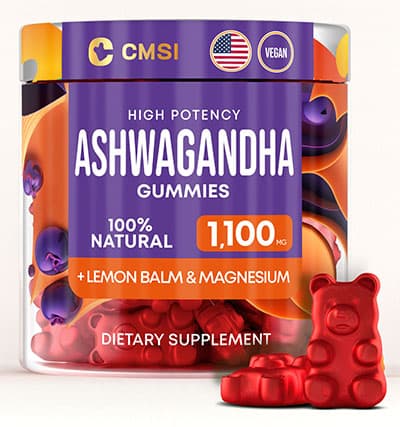 CMSI
VEGAN
HIGH POTENCY
ASHWAGANDHA
GUMMIES
100%
NATURAL
1,100 MG
+ LEMON BALM & MAGNESIUM
DIETARY SUPPLEMENT